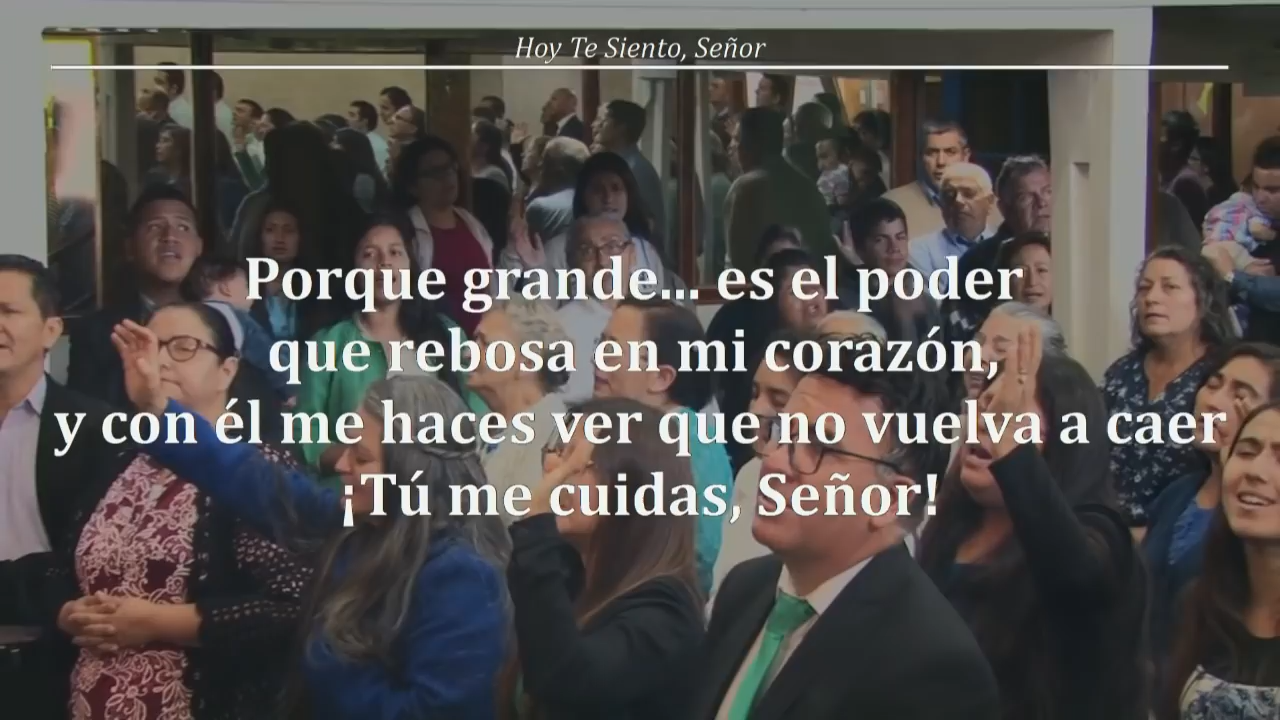 Hoy Te Siento, Señor
Porque grande... es el poder
que rebosa en mi corazón,
y con él me haces ver que no vuelva a caer
¡Tú me cuidas, Señor!